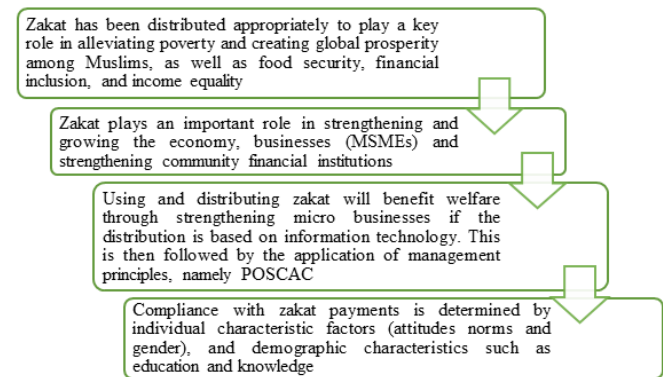 Zakat has been distributed appropriately to play a key
role in alleviating poverty and creating global prosperity
among Muslims, as well as food security, financial
inclusion, and income equality
Zakat plays an important role in strengthening and
growing the economy, businesses (MSMEs) and
strengthening community financial institutions
Using and distributing zakat will benefit welfare
through strengthening micro businesses if the
distribution is based on information technology. This
is then followed by the application of management
principles, namely POSCAC
Compliance with zakat payments is determined by
individual characteristic factors (attitudes norms and
gender), and demographic characteristics such as
education and knowledge